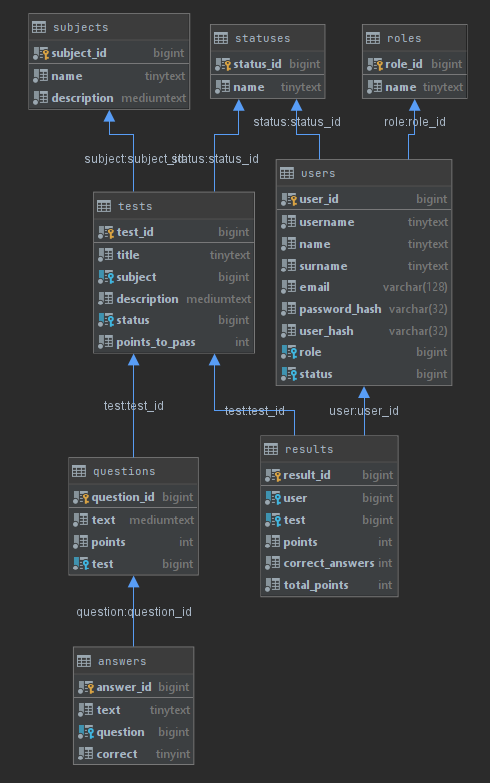 subjects
subject_id bigint
name tinytext
description mediumtext
statuses
status_id bigint
name tinytext
roles
role_id bigint
name tinytext
subject:subject_id
status:status_id
status:status_id
role:role_id
tests
test_id bigint
title tinytext
subject bigint
description mediumtext
status bigint
points_to_pass int
users
user_id bigint
username tinytext
name tinytext
surname tinytext
email varchar(128)
password_hash varchar(32)
user_hash varchar(32)
role bigint
status bigint
test:test_id
test:test_id
user:user_id
questions
question_id bigint
text mediumtext
points int
test bigint
results
result_id bigint
user bigint
test bigint
points int
correct_answers int
total_points int
question:question_id
answers
answer_id bigint
text tinytext
question bigint
correct tinyint